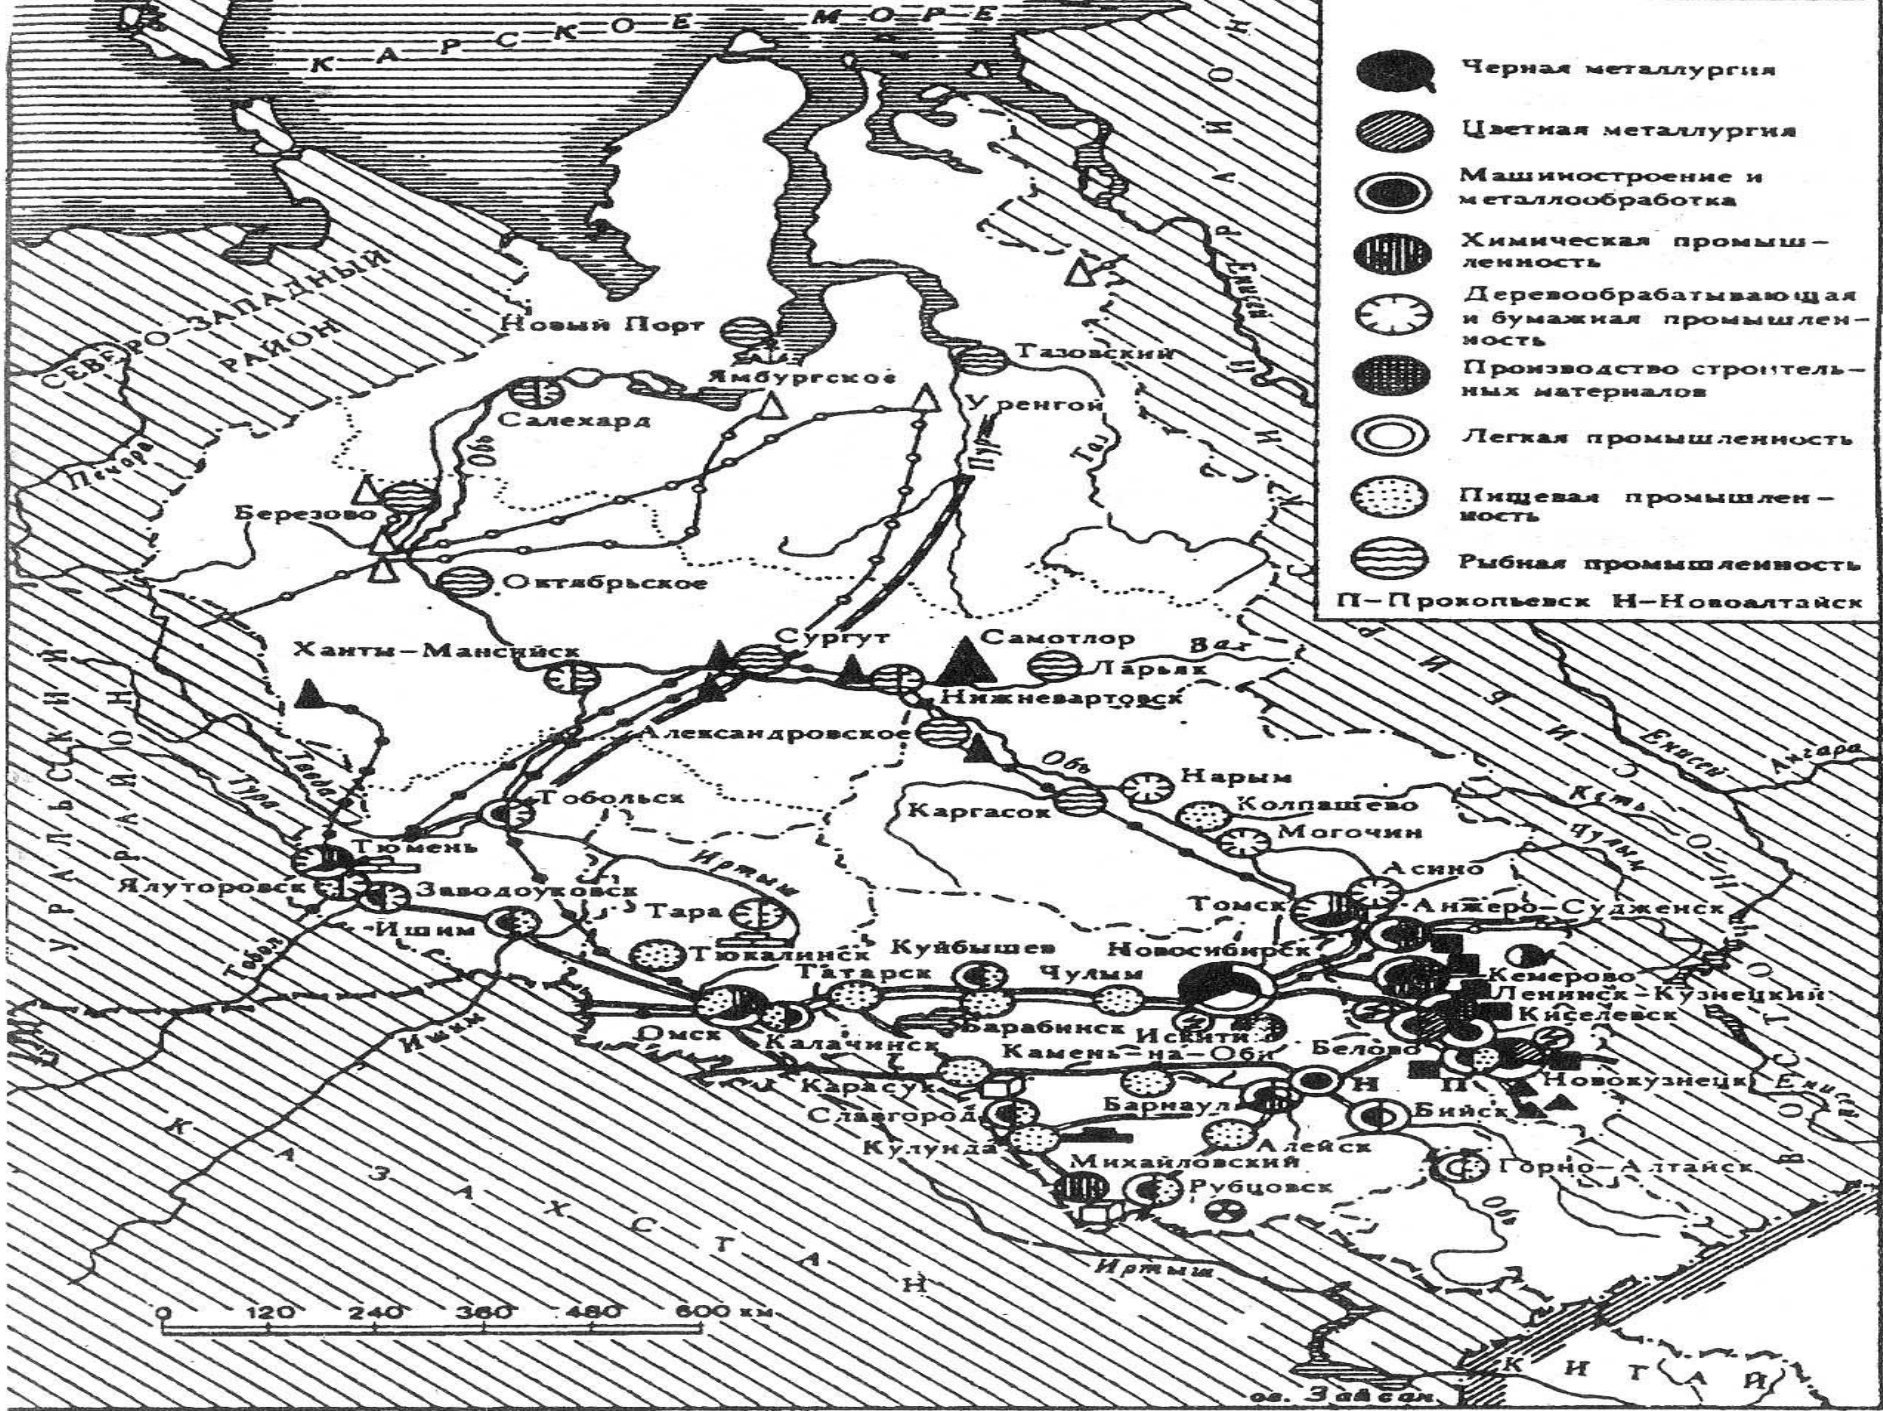 КАРСКОЕ МОРЕ
Черная металлургия
Цветная металлургия
Машиностроение и
металлообработка
Химическая промыш-
ленность
Деревообрабатывающая
и бумажная промышлен-
ность
Производство строитель-
ных материалов
Легкая промышленность
Пищевая промышлен-
ность
Рыбная промышленность
П-Прокопьевск Н-Новоалтайск
СЕВЕРО-ЗАПАДНЫЙ
РАЙОН
Енисей
Новый Порт
Тазовский
Ямбургское
Салехард
Уренгой
Обь
Пур
Таз
Печора
Березово
Октябрьское
Ханты-Мансийск
Сургут
Самотлор
Вах
Ларьяк
Нижневартовск
Александровское
УРАЛЬСКИЙ
РАЙОН
Тавда
Тура
Обь
Нарым
Колпашево
Каргасок
Могочин
Кеть
Чулым
Енисей
Ангара
Тобольск
Тюмень
Иртыш
Ялуторовск
Заводоуковск
Тара
Ишим
Тобол
Тюкалинск
Асино
Томск
Анжеро-Судженск
Куйбышев
Новосибирск
Татарск
Чулым
Кемерово
Ленинск-Кузнецкий
Киселевск
Омск
Калачинск
Барабинск
Искитим
Белово
Ишим
Карасук
Камень-на-Оби
Н
П
Новокузнецк
Енисей
Славгород
Барнаул
Бийск
Кулунда
Алейск
Михайловский
Рубцовск
Горно-Алтайск
Обь
КАЗАХСТАН
Иртыш
0 120 240 360 480 600 км
оз. Зайсан
КИТАЙ